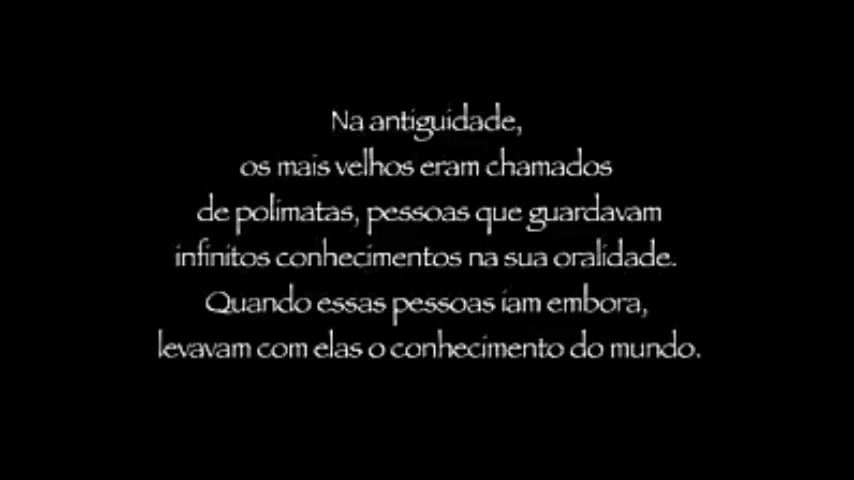 Na antiguidade,
os mais velhos eram chamados
de polimatas, pessoas que guardavam
infinitos conhecimentos na sua oralidade.
Quando essas pessoas iam embora,
levavam com elas o conhecimento do mundo.